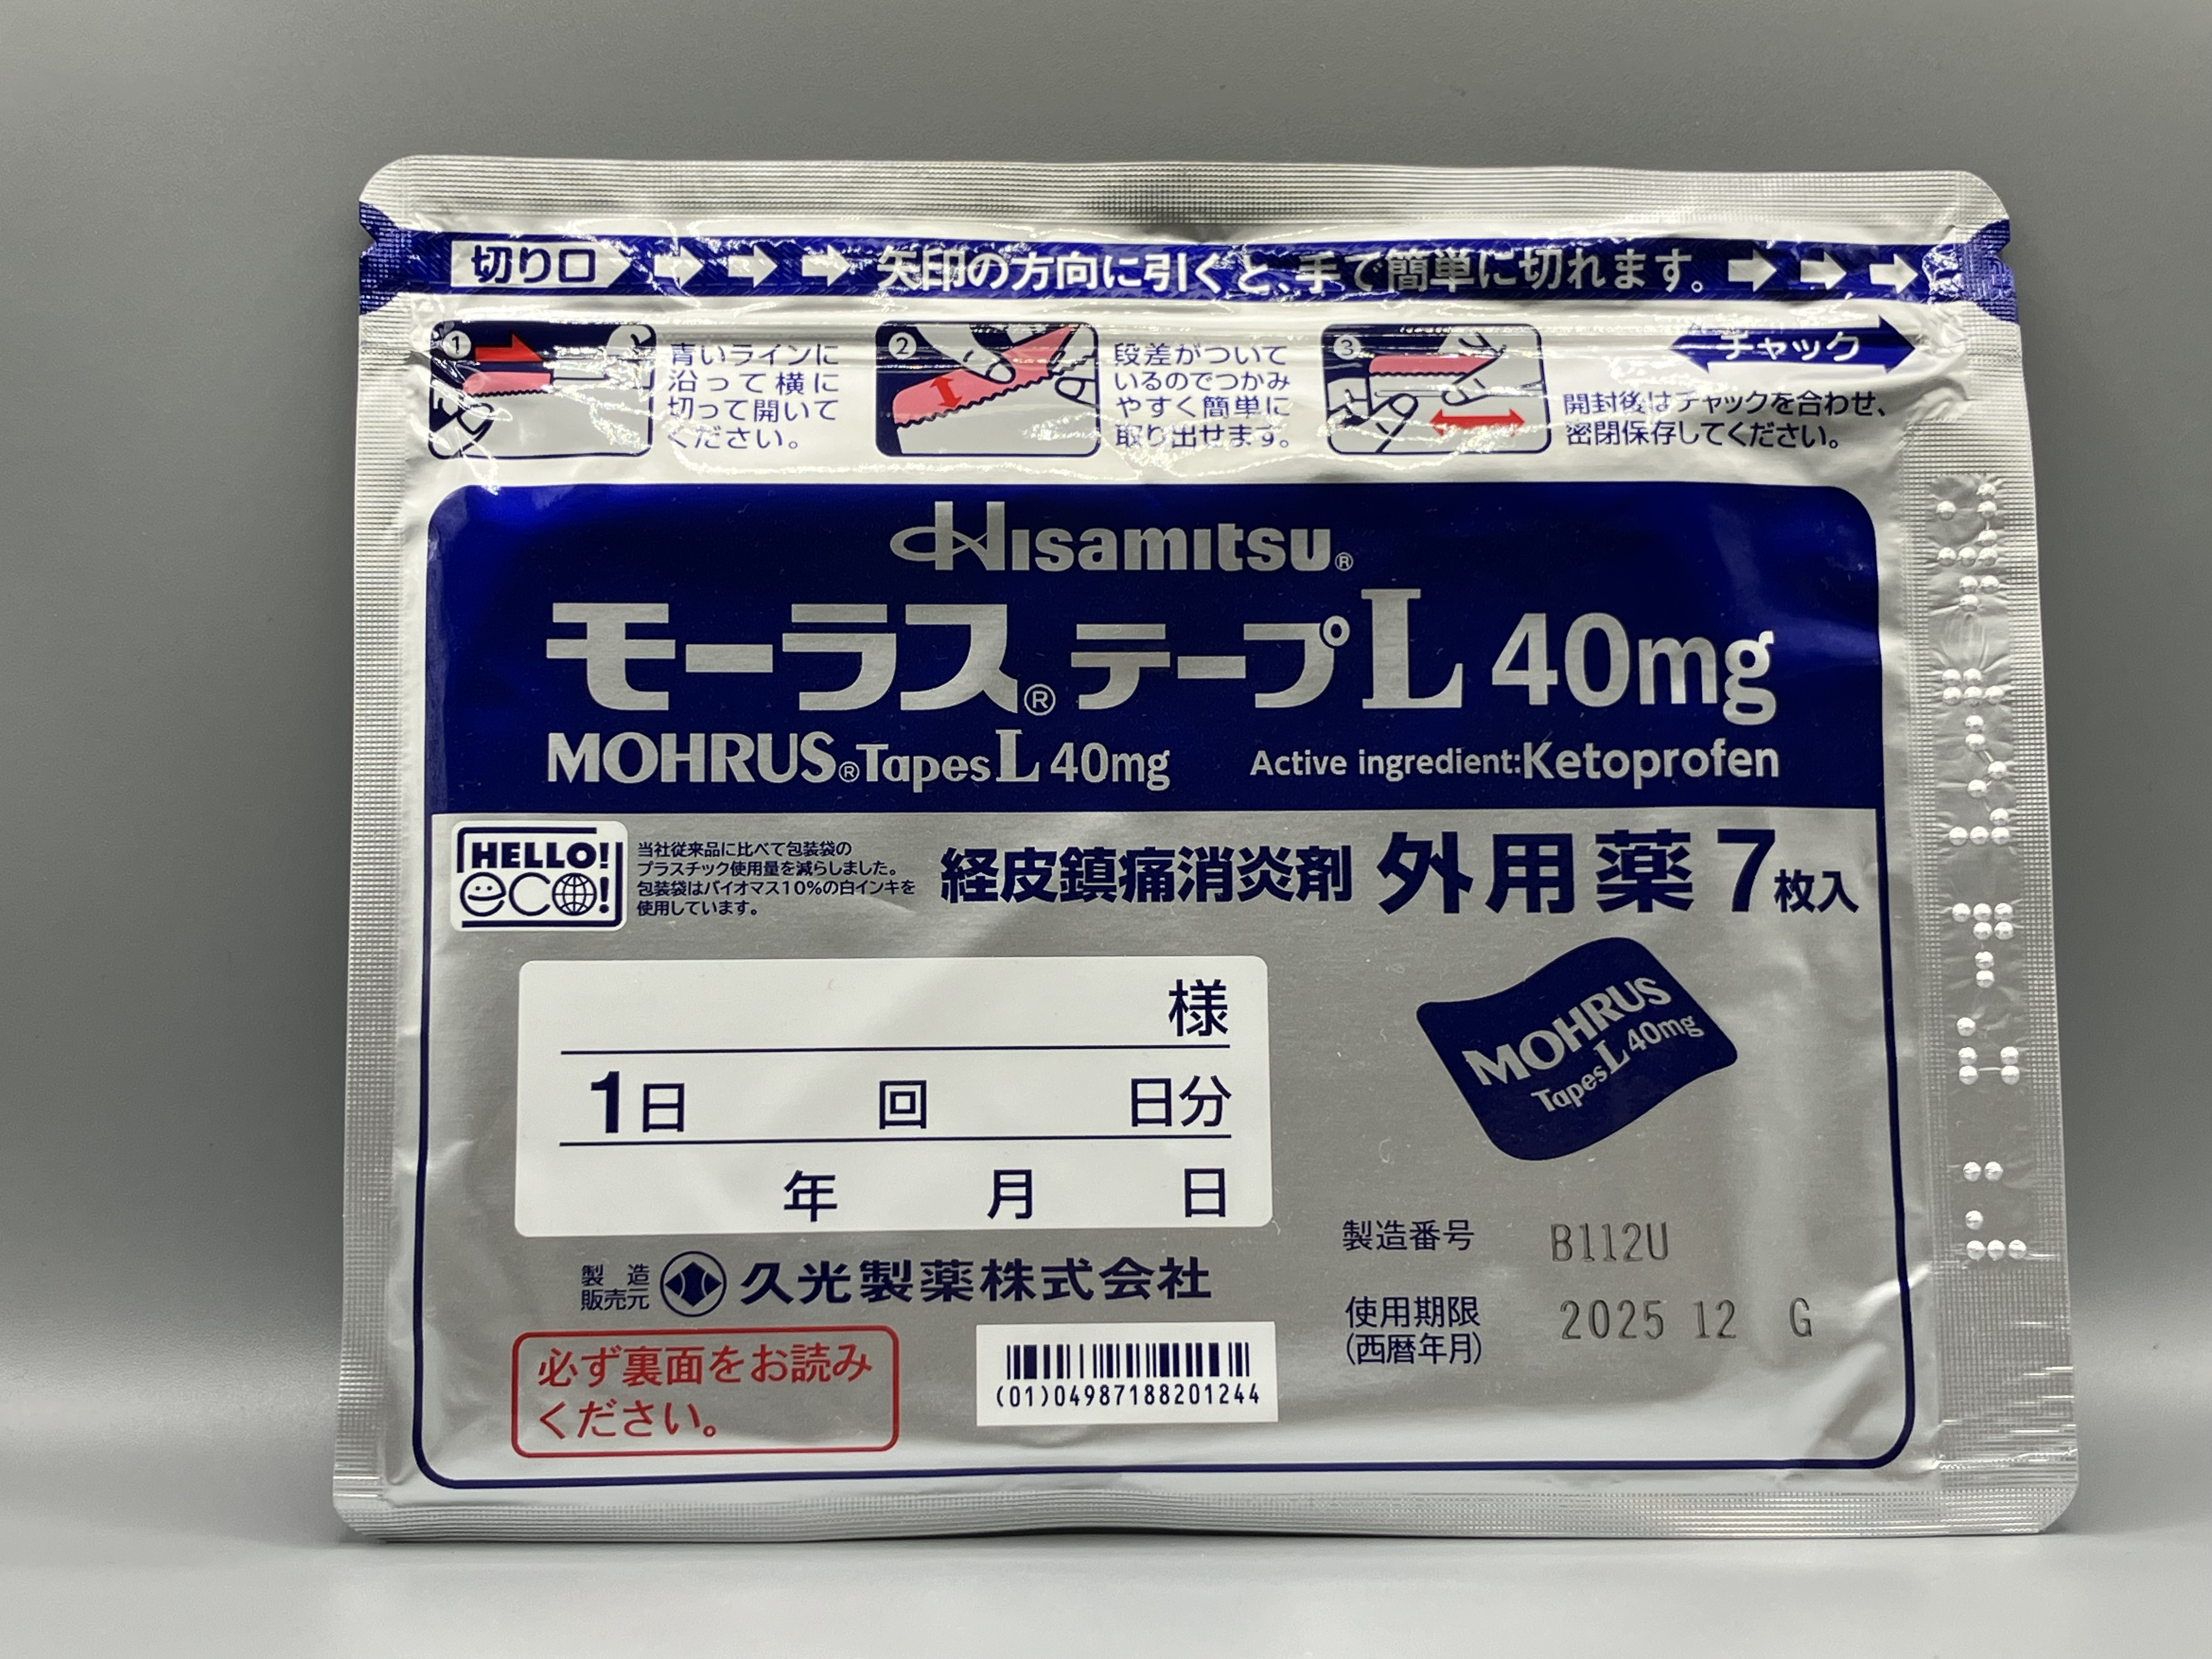 切り口 矢印の方向に引くと、手で簡単に切れます。
1
青いラインに
沿って横に
切って開いて
ください。
2
段差がついて
いるのでつかみ
やすく簡単に
取り出せます。
3
チャック
開封後はチャックを合わせ、
密閉保存してください。
Hisamitsu®
モーラス®テープL 40mg
MOHRUS®Tapes L 40mg Active ingredient:Ketoprofen
HELLO!
eco!
当社従来品に比べて包装袋の
プラスチック使用量を減らしました。
包装袋はバイオマス10%の白インキを
使用しています。
経皮鎮痛消炎剤 外用薬 7枚入
様
1日 回 日分
年 月 日
MOHRUS
Tapes L 40mg
製造番号 B112U
使用期限 2025 12 G
(西暦年月)
製造
販売元
久光製薬株式会社
必ず裏面をお読み
ください。
(01)04987188201244